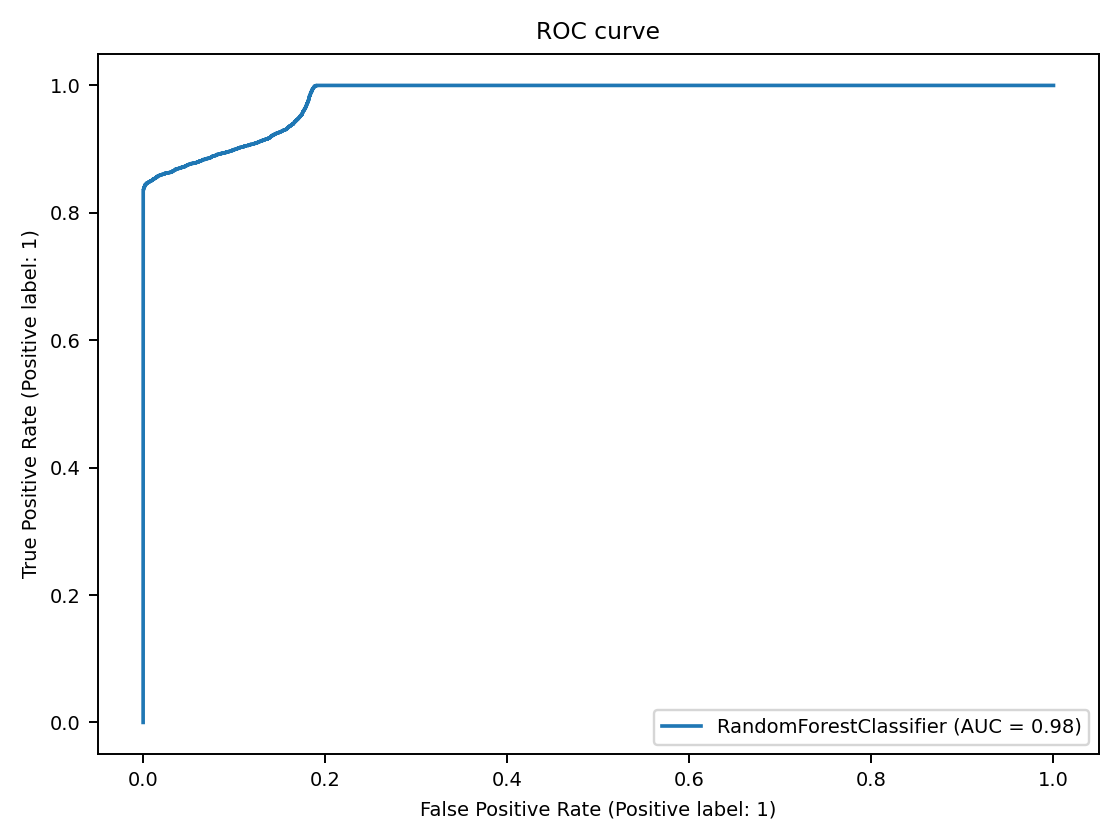 ROC curve
1.0
0.8
0.6
0.4
0.2
0.0
True Positive Rate (Positive label: 1)
RandomForestClassifier (AUC = 0.98)
0.0 0.2 0.4 0.6 0.8 1.0
False Positive Rate (Positive label: 1)